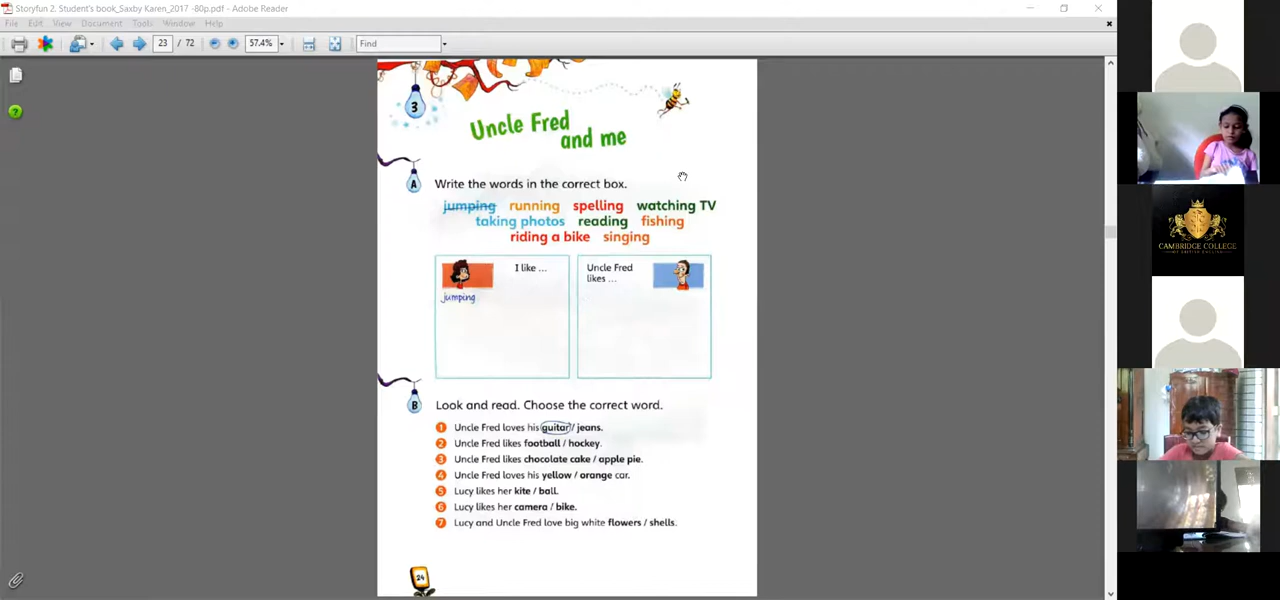 Storyfun 2. Student's book_Saxby Karen_2017 -80p.pdf - Adobe Reader
File Edit View Document Tools Window Help
23 / 72 57.4% Find
3
Uncle Fred
and me
A Write the words in the correct box.
jumping running spelling watching TV
taking photos reading fishing
riding a bike singing
I like ...
jumping
Uncle Fred
likes ...
B Look and read. Choose the correct word.
1 Uncle Fred loves his guitar / jeans.
2 Uncle Fred likes football / hockey.
3 Uncle Fred likes chocolate cake / apple pie.
4 Uncle Fred loves his yellow / orange car.
5 Lucy likes her kite / ball.
6 Lucy likes her camera / bike.
7 Lucy and Uncle Fred love big white flowers / shells.
24
CAMBRIDGE COLLEGE